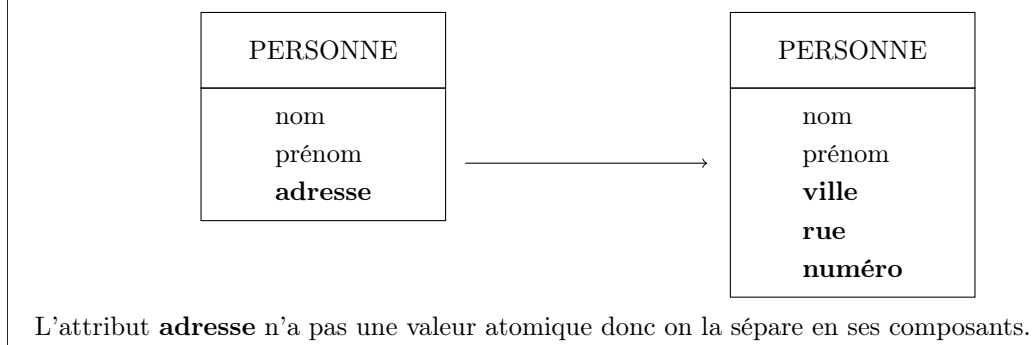 PERSONNE
nom
prénom
adresse
PERSONNE
nom
prénom
ville
rue
numéro
L'attribut adresse n'a pas une valeur atomique donc on la sépare en ses composants.